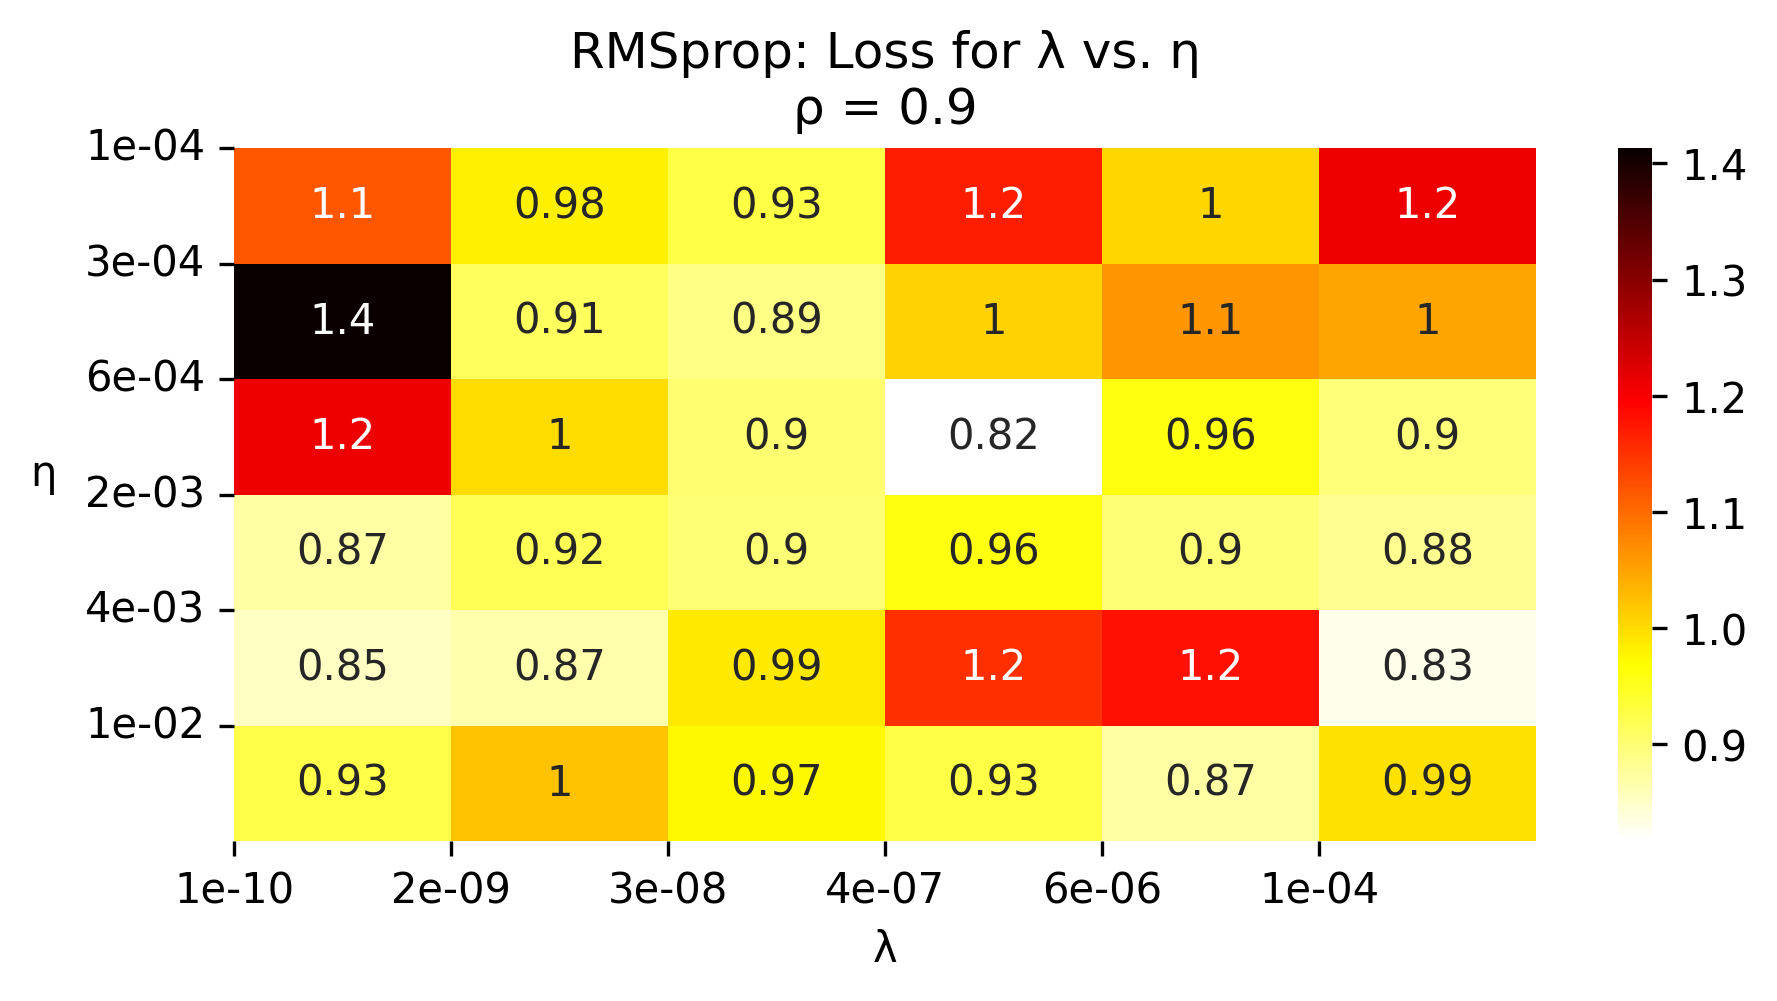 RMSprop: Loss for λ vs. η
ρ = 0.9
1e-04
1.1 0.98 0.93 1.2 1 1.2
3e-04
1.4 0.91 0.89 1 1.1 1
6e-04
1.2 1 0.9 0.82 0.96 0.9
η
2e-03
0.87 0.92 0.9 0.96 0.9 0.88
4e-03
0.85 0.87 0.99 1.2 1.2 0.83
1e-02
0.93 1 0.97 0.93 0.87 0.99
1e-10 2e-09 3e-08 4e-07 6e-06 1e-04
λ
1.4
1.3
1.2
1.1
1.0
0.9